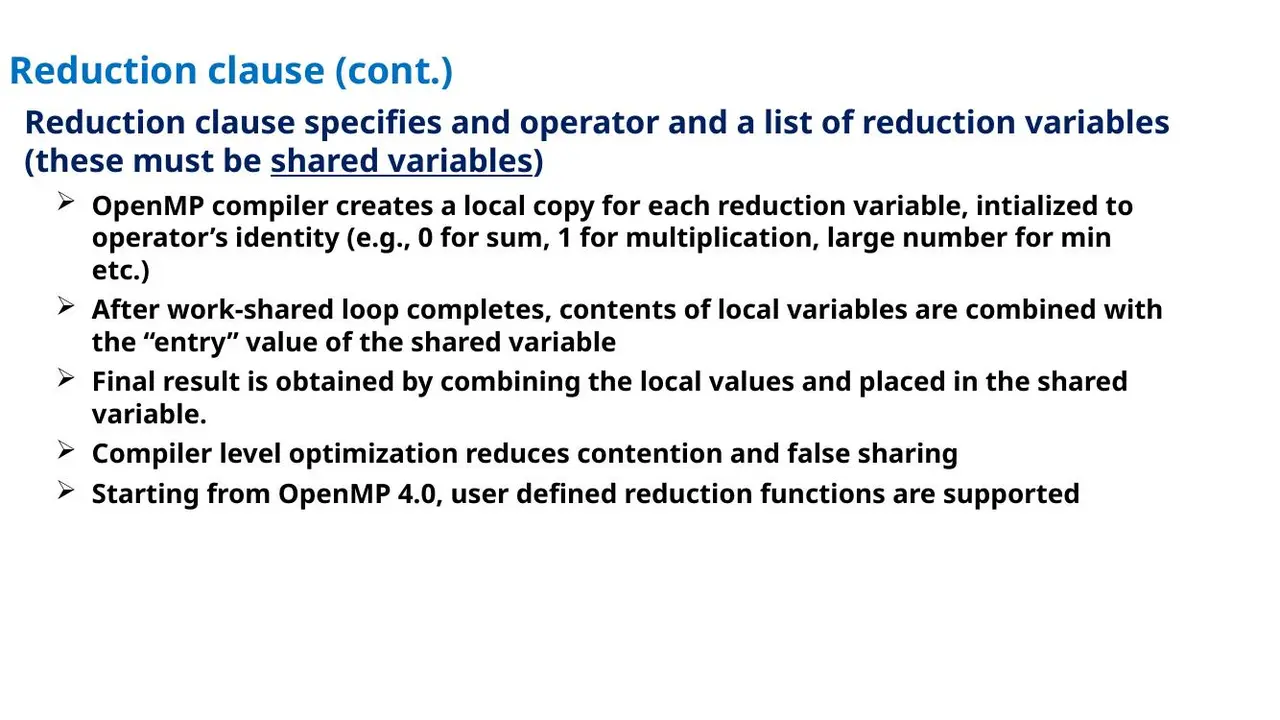 Reduction clause (cont.)
Reduction clause specifies and operator and a list of reduction variables
(these must be shared variables)
➢ OpenMP compiler creates a local copy for each reduction variable, intialized to
operator’s identity (e.g., 0 for sum, 1 for multiplication, large number for min
etc.)
➢ After work-shared loop completes, contents of local variables are combined with
the “entry” value of the shared variable
➢ Final result is obtained by combining the local values and placed in the shared
variable.
➢ Compiler level optimization reduces contention and false sharing
➢ Starting from OpenMP 4.0, user defined reduction functions are supported